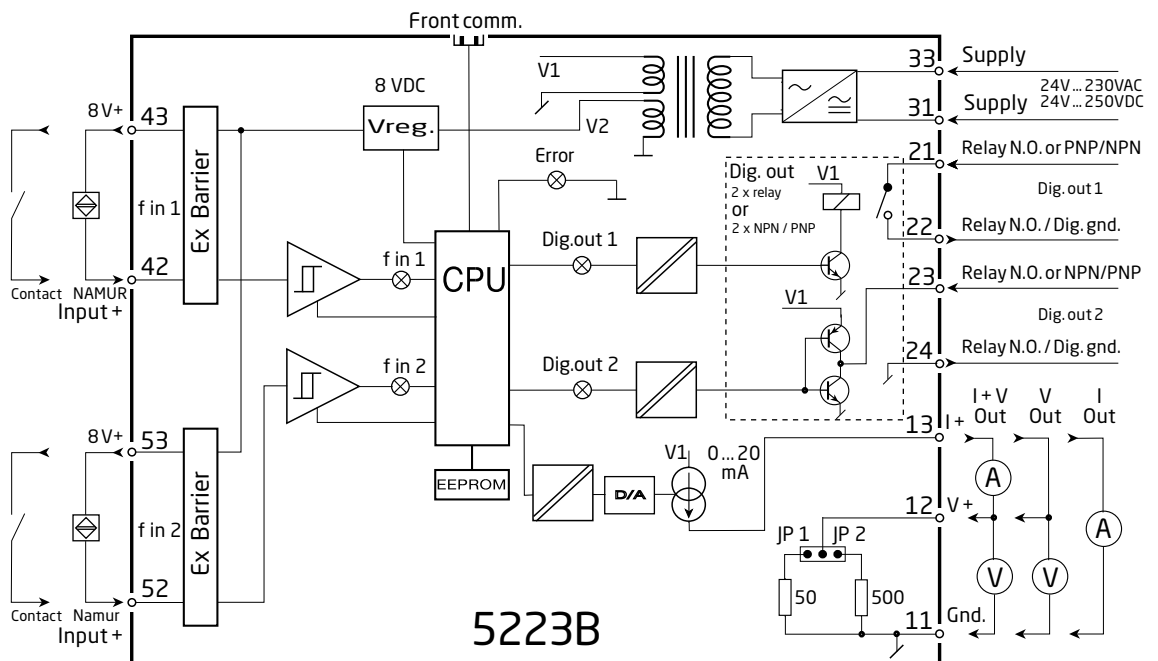 Front comm.
8 VDC
8V+
43
Vreg.
V1
V2
33
Supply
24V...230VAC
31
Supply
24V...250VDC
Ex Barrier
f in 1
Error
Dig. out
2 x relay
or
2 x NPN / PNP
V1
21
Relay N.O. or PNP/NPN
Dig. out 1
22
Relay N.O. / Dig. gnd.
42
Contact
NAMUR
Input +
f in 1
CPU
Dig.out 1
23
Relay N.O. or NPN/PNP
V1
Dig. out 2
24
Relay N.O. / Dig. gnd.
f in 2
Dig.out 2
I + V
Out
V
Out
I
Out
8V+
53
13
I+
V1
0...20
mA
EEPROM
D/A
A
12
V+
A
Ex Barrier
f in 2
JP 1
JP 2
V
V
50
500
52
Contact
Namur
Input +
11
Gnd.
5223B